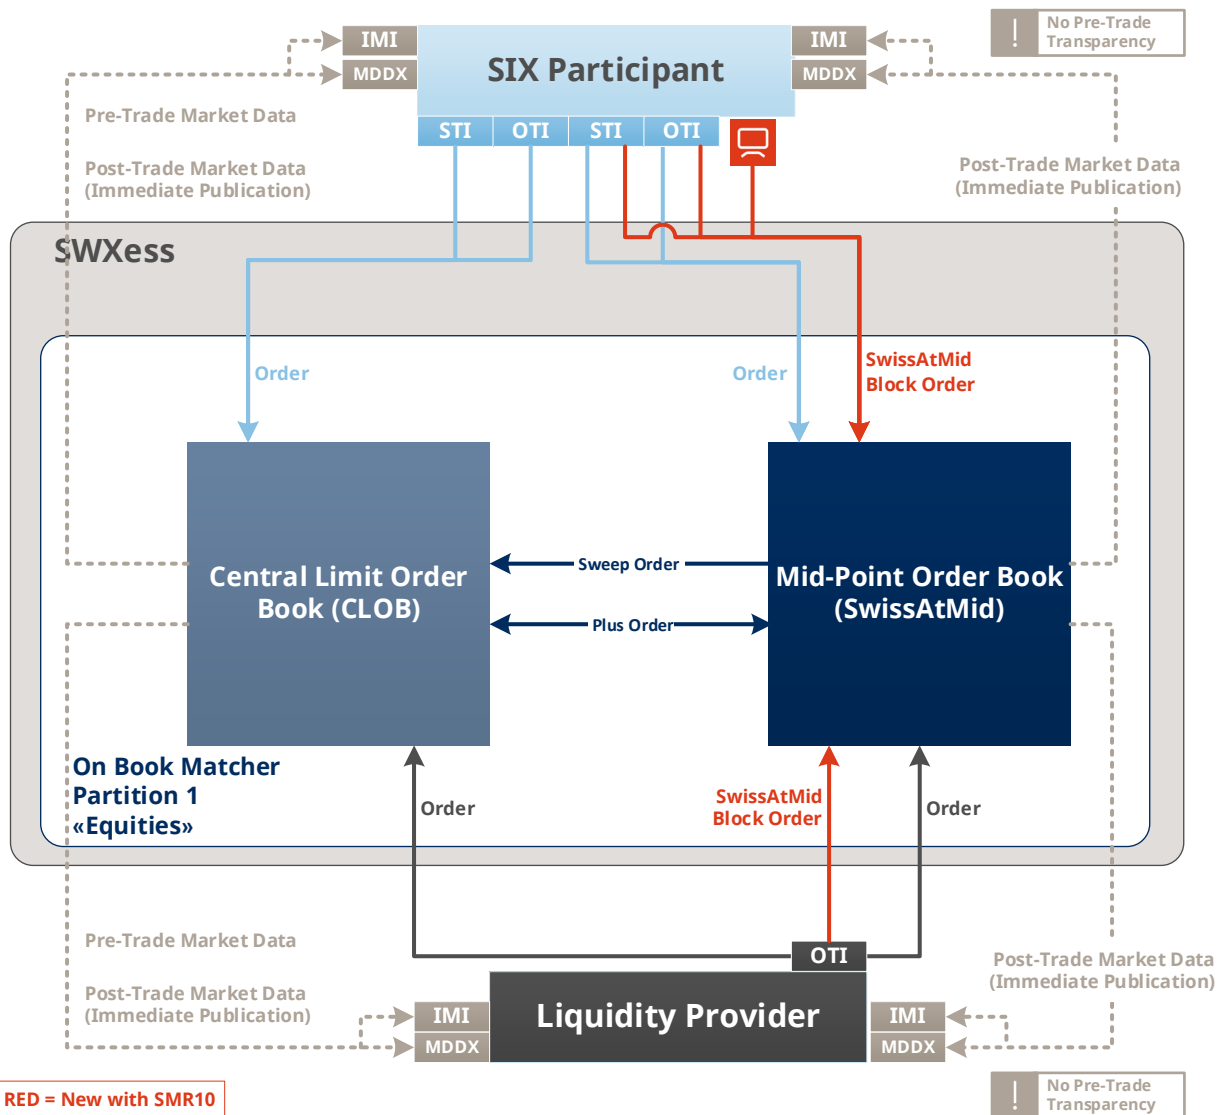 IMI
IMI
No Pre-Trade
Transparency
!
MDDX
SIX Participant
MDDX
Pre-Trade Market Data
STI
OTI
STI
OTI
Post-Trade Market Data
(Immediate Publication)
Post-Trade Market Data
(Immediate Publication)
SWXess
Order
Order
SwissAtMid
Block Order
Central Limit Order
Book (CLOB)
Sweep Order
Plus Order
Mid-Point Order Book
(SwissAtMid)
On Book Matcher
Partition 1
«Equities»
Order
SwissAtMid
Block Order
Order
Pre-Trade Market Data
OTI
Post-Trade Market Data
(Immediate Publication)
Post-Trade Market Data
(Immediate Publication)
IMI
Liquidity Provider
IMI
MDDX
MDDX
RED = New with SMR10
!
No Pre-Trade
Transparency